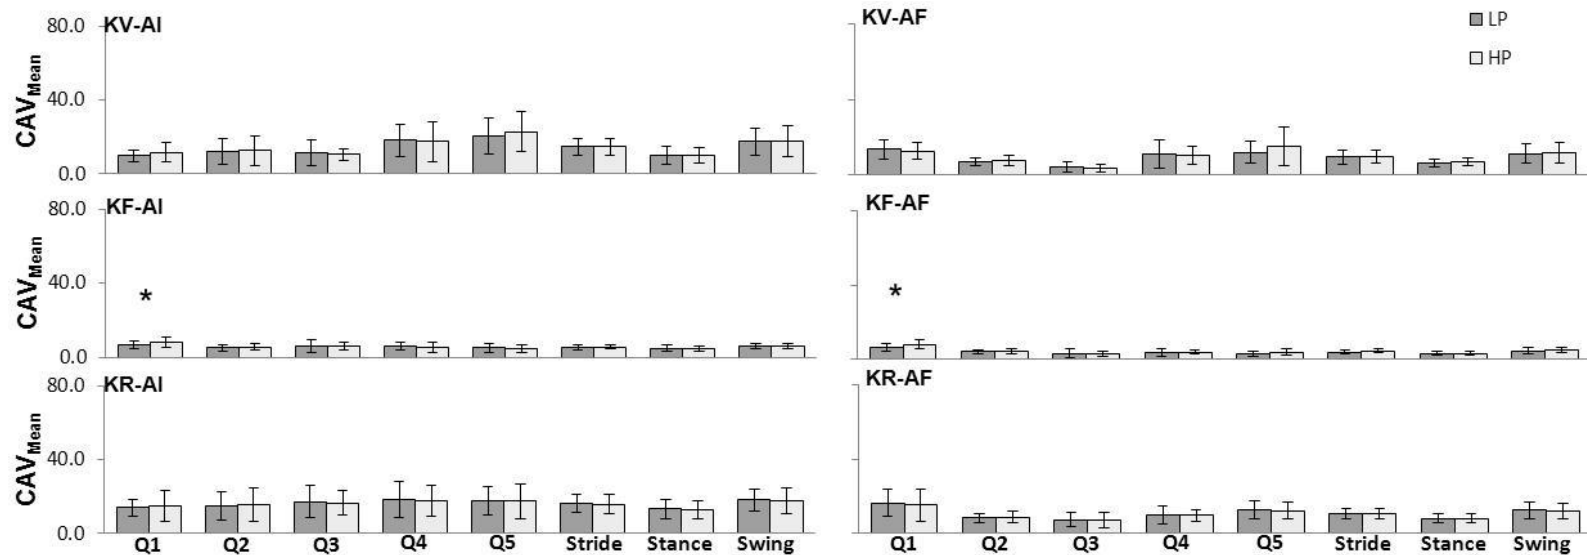 80.0 KV-AI KV-AF LP
HP
CAVMean 40.0
0.0
80.0 KF-AI KF-AF
CAVMean 40.0
* *
0.0
80.0 KR-AI KR-AF
CAVMean 40.0
0.0
Q1 Q2 Q3 Q4 Q5 Stride Stance Swing Q1 Q2 Q3 Q4 Q5 Stride Stance Swing